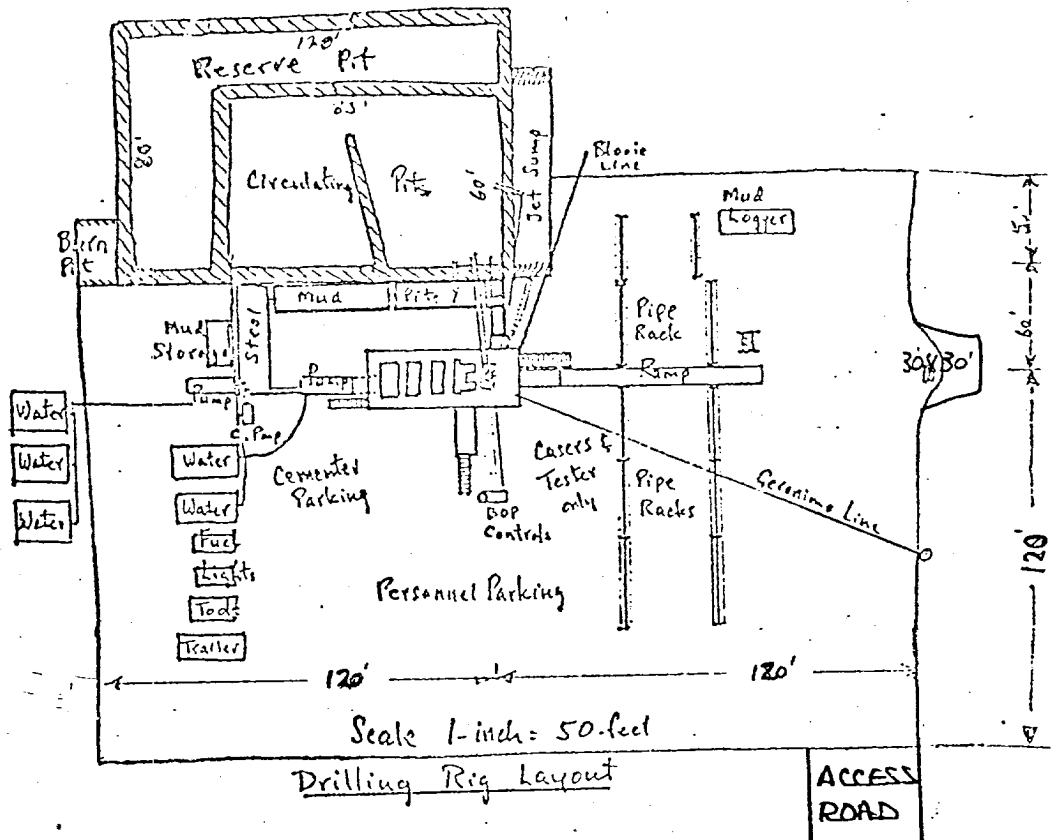 120'
Reserve Pit
80'
Circulating
Pits
60'
Jet Sump
Blooie
Line
Mud
Logger
Burn
Pit
Mud
Storage
Steel
Mud
Pits
Pipe
Rack
60'
Pump
Pump
Ramp
30'X30'
C. Pump
Water
Water
Water
Water
Water
Cementer
Parking
Casers &
Tester
only
Pipe
Racks
BOP
Controls
Geronimo Line
Fuel
Lights
Tool
Trailer
Personnel Parking
120'
120'
180'
Scale 1-inch = 50-feet
Drilling Rig Layout
ACCESS
ROAD